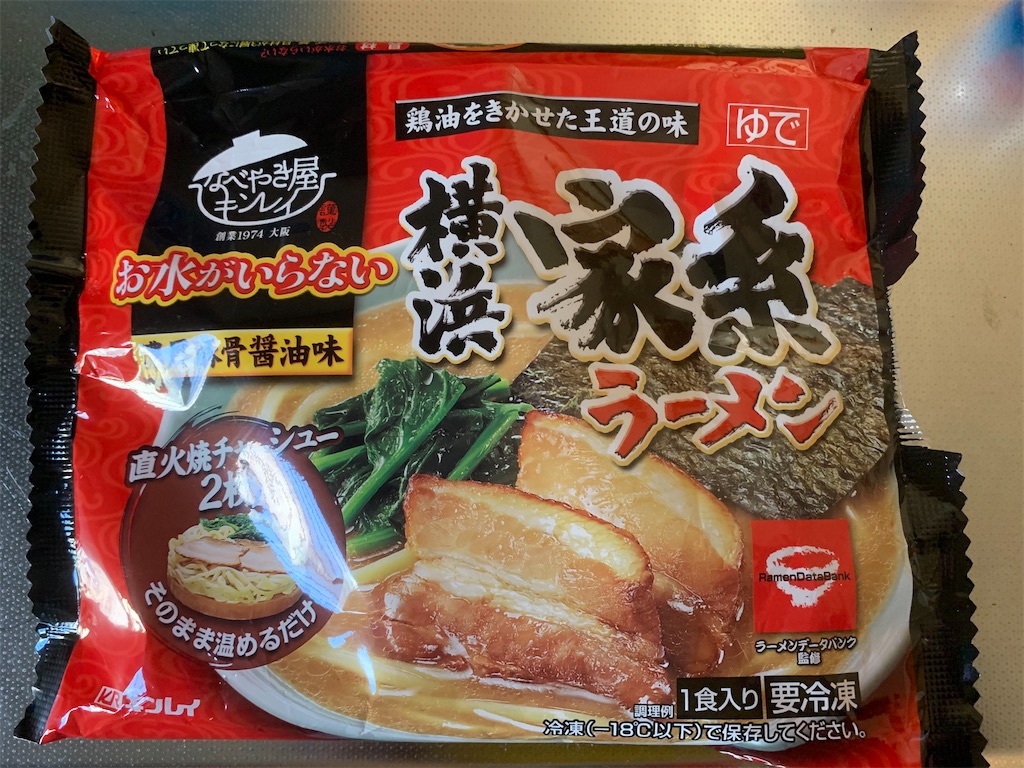 鶏油をきかせた王道の味
ゆで
なべやき屋
キンレイ
創業1974 大阪
お水がいらない
骨醤油味
横浜
家系
ラーメン
直火焼チャーシュー
2枚
そのまま温めるだけ
キンレイ
RamenDataBank
ラーメンデータバンク
監修
調理例
1食入り
要冷凍
冷凍(−18℃以下)で保存してください。